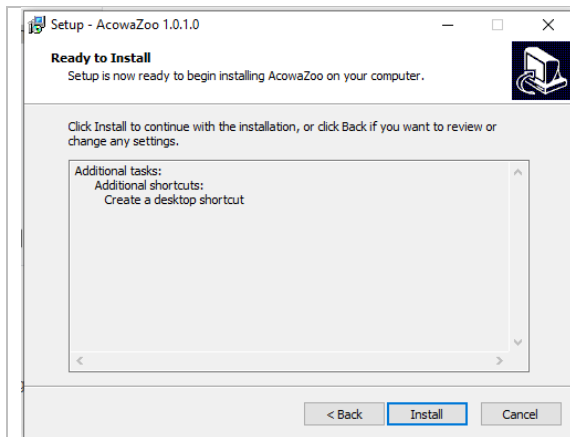 Setup - AcowaZoo 1.0.1.0
Ready to Install
Setup is now ready to begin installing AcowaZoo on your computer.
Click Install to continue with the installation, or click Back if you want to review or
change any settings.
Additional tasks:
Additional shortcuts:
Create a desktop shortcut
< Back
Install
Cancel